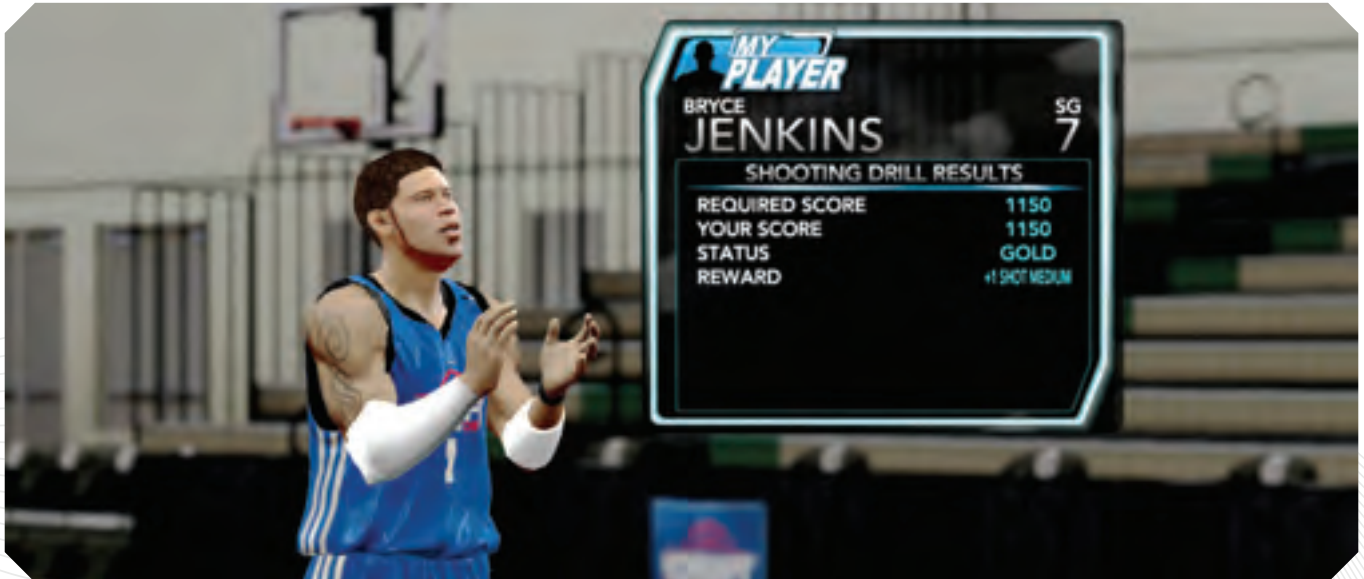 MY
PLAYER
BRYCE SG
JENKINS 7
SHOOTING DRILL RESULTS
REQUIRED SCORE 1150
YOUR SCORE 1150
STATUS GOLD
REWARD +1 SHOT MEDIUM
1